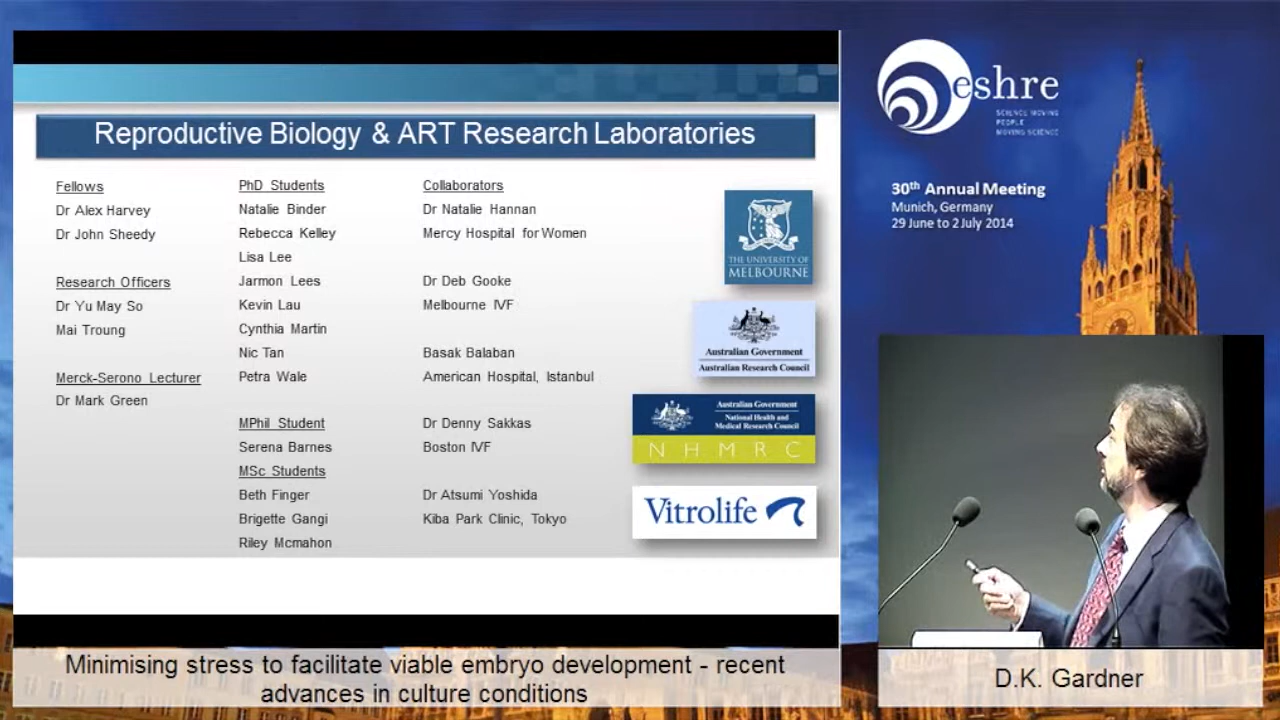 Reproductive Biology & ART Research Laboratories
Fellows
Dr Alex Harvey
Dr John Sheedy
Research Officers
Dr Yu May So
Mai Troung
Merck-Serono Lecturer
Dr Mark Green
PhD Students
Natalie Binder
Rebecca Kelley
Lisa Lee
Jarmon Lees
Kevin Lau
Cynthia Martin
Nic Tan
Petra Wale
MPhil Student
Serena Barnes
MSc Students
Beth Finger
Brigette Gangi
Riley Mcmahon
Collaborators
Dr Natalie Hannan
Mercy Hospital for Women
Dr Deb Gooke
Melbourne IVF
Basak Balaban
American Hospital, Istanbul
Dr Denny Sakkas
Boston IVF
Dr Atsumi Yoshida
Kiba Park Clinic, Tokyo
THE UNIVERSITY OF
MELBOURNE
Australian Government
Australian Research Council
Australian Government
National Health and
Medical Research Council
NHMRC
Vitrolife
eshre
SCIENCE MOVING
PEOPLE
MOVING SCIENCE
30th Annual Meeting
Munich, Germany
29 June to 2 July 2014
Minimising stress to facilitate viable embryo development - recent
advances in culture conditions
D.K. Gardner